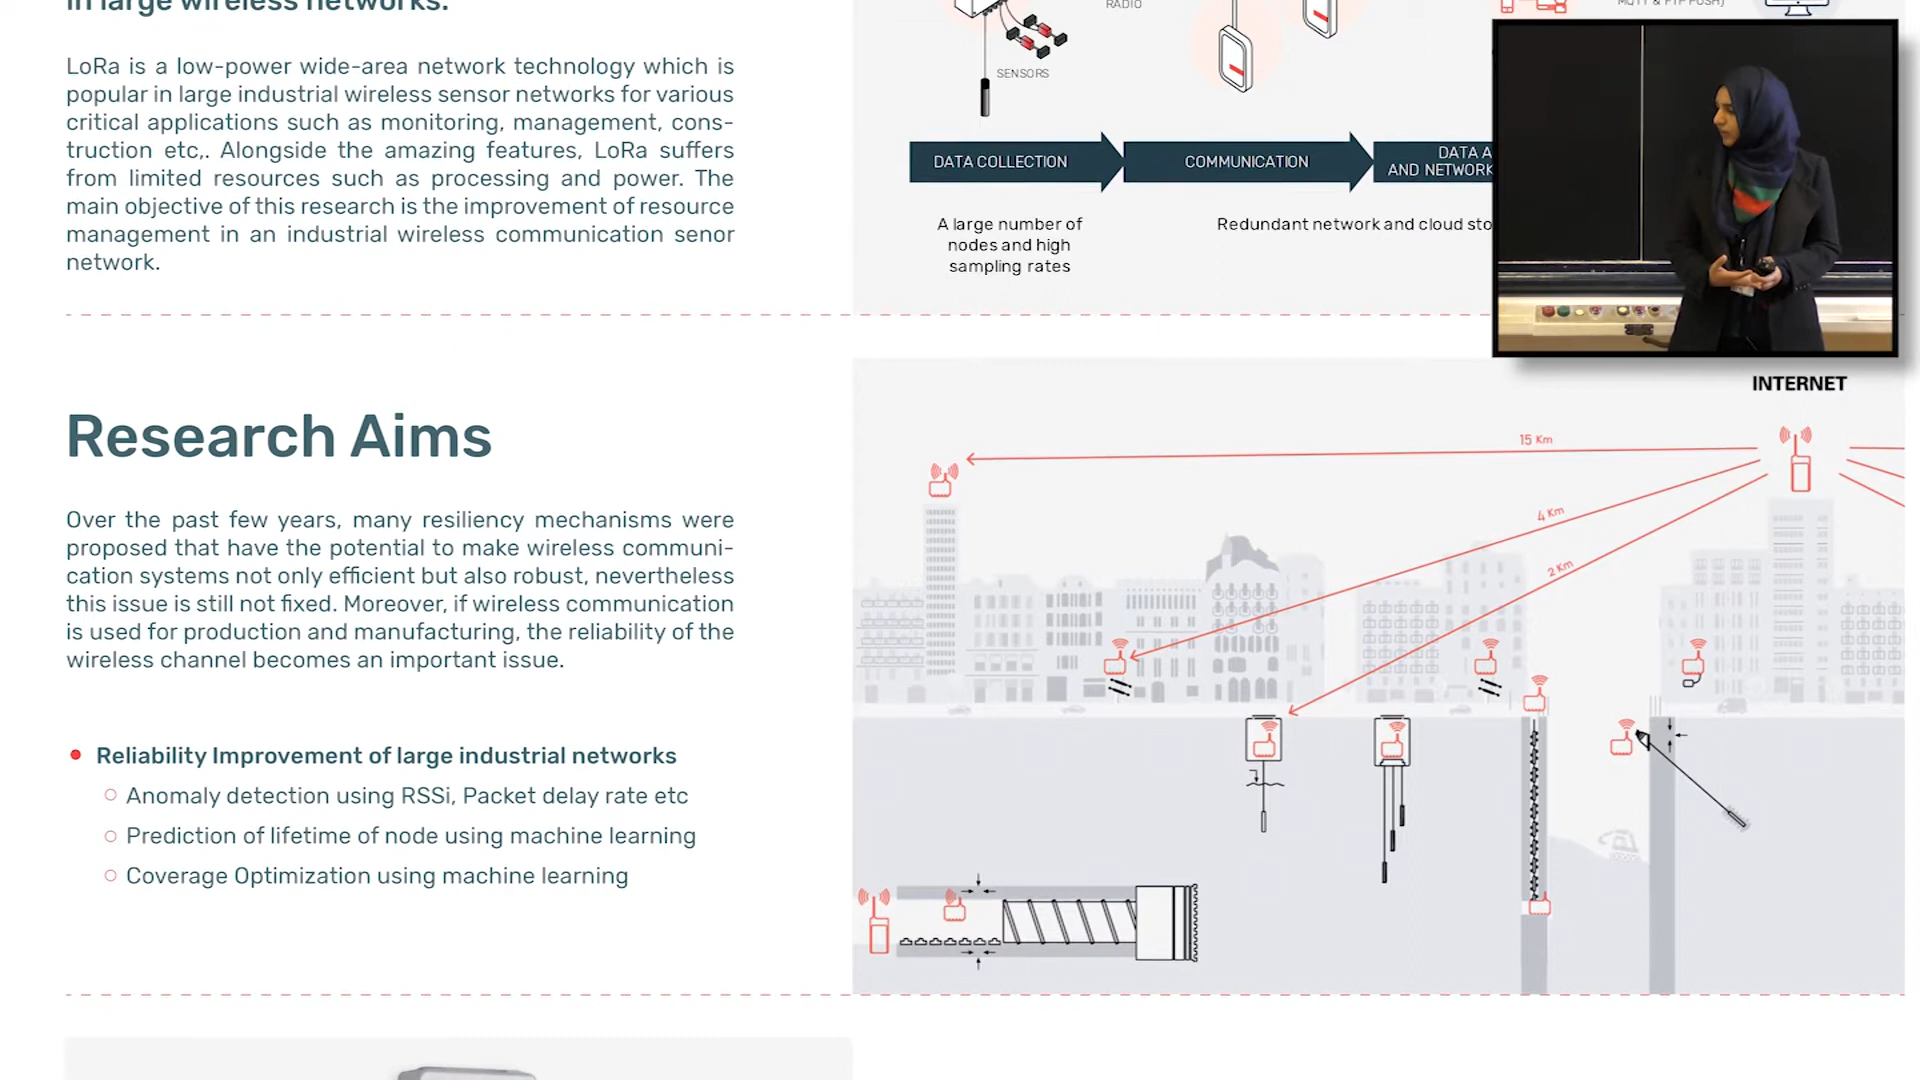 in large wireless networks.
LoRa is a low-power wide-area network technology which is
popular in large industrial wireless sensor networks for various
critical applications such as monitoring, management, cons-
truction etc,. Alongside the amazing features, LoRa suffers
from limited resources such as processing and power. The
main objective of this research is the improvement of resource
management in an industrial wireless communication senor
network.
RADIO
MQTT & FTP PUSH)
SENSORS
DATA COLLECTION
COMMUNICATION
DATA A
AND NETWORK
A large number of
nodes and high
sampling rates
Redundant network and cloud sto
Research Aims
Over the past few years, many resiliency mechanisms were
proposed that have the potential to make wireless communi-
cation systems not only efficient but also robust, nevertheless
this issue is still not fixed. Moreover, if wireless communication
is used for production and manufacturing, the reliability of the
wireless channel becomes an important issue.
Reliability Improvement of large industrial networks
Anomaly detection using RSSi, Packet delay rate etc
Prediction of lifetime of node using machine learning
Coverage Optimization using machine learning
INTERNET
15 Km
4 Km
2 Km